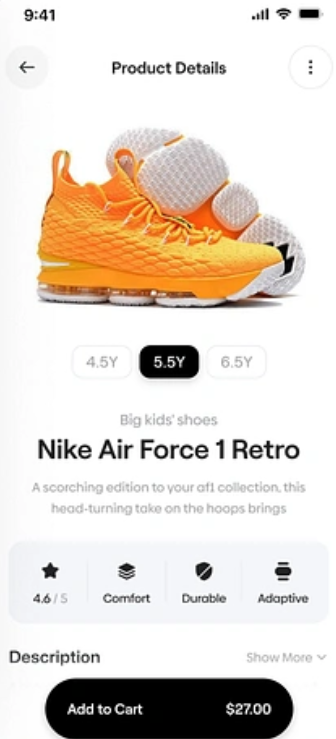 9:41
Product Details
4.5Y
5.5Y
6.5Y
Big kids' shoes
Nike Air Force 1 Retro
A scorching edition to your af1 collection, this
head-turning take on the hoops brings
4.6 / 5
Comfort
Durable
Adaptive
Description
Show More
Add to Cart
$27.00